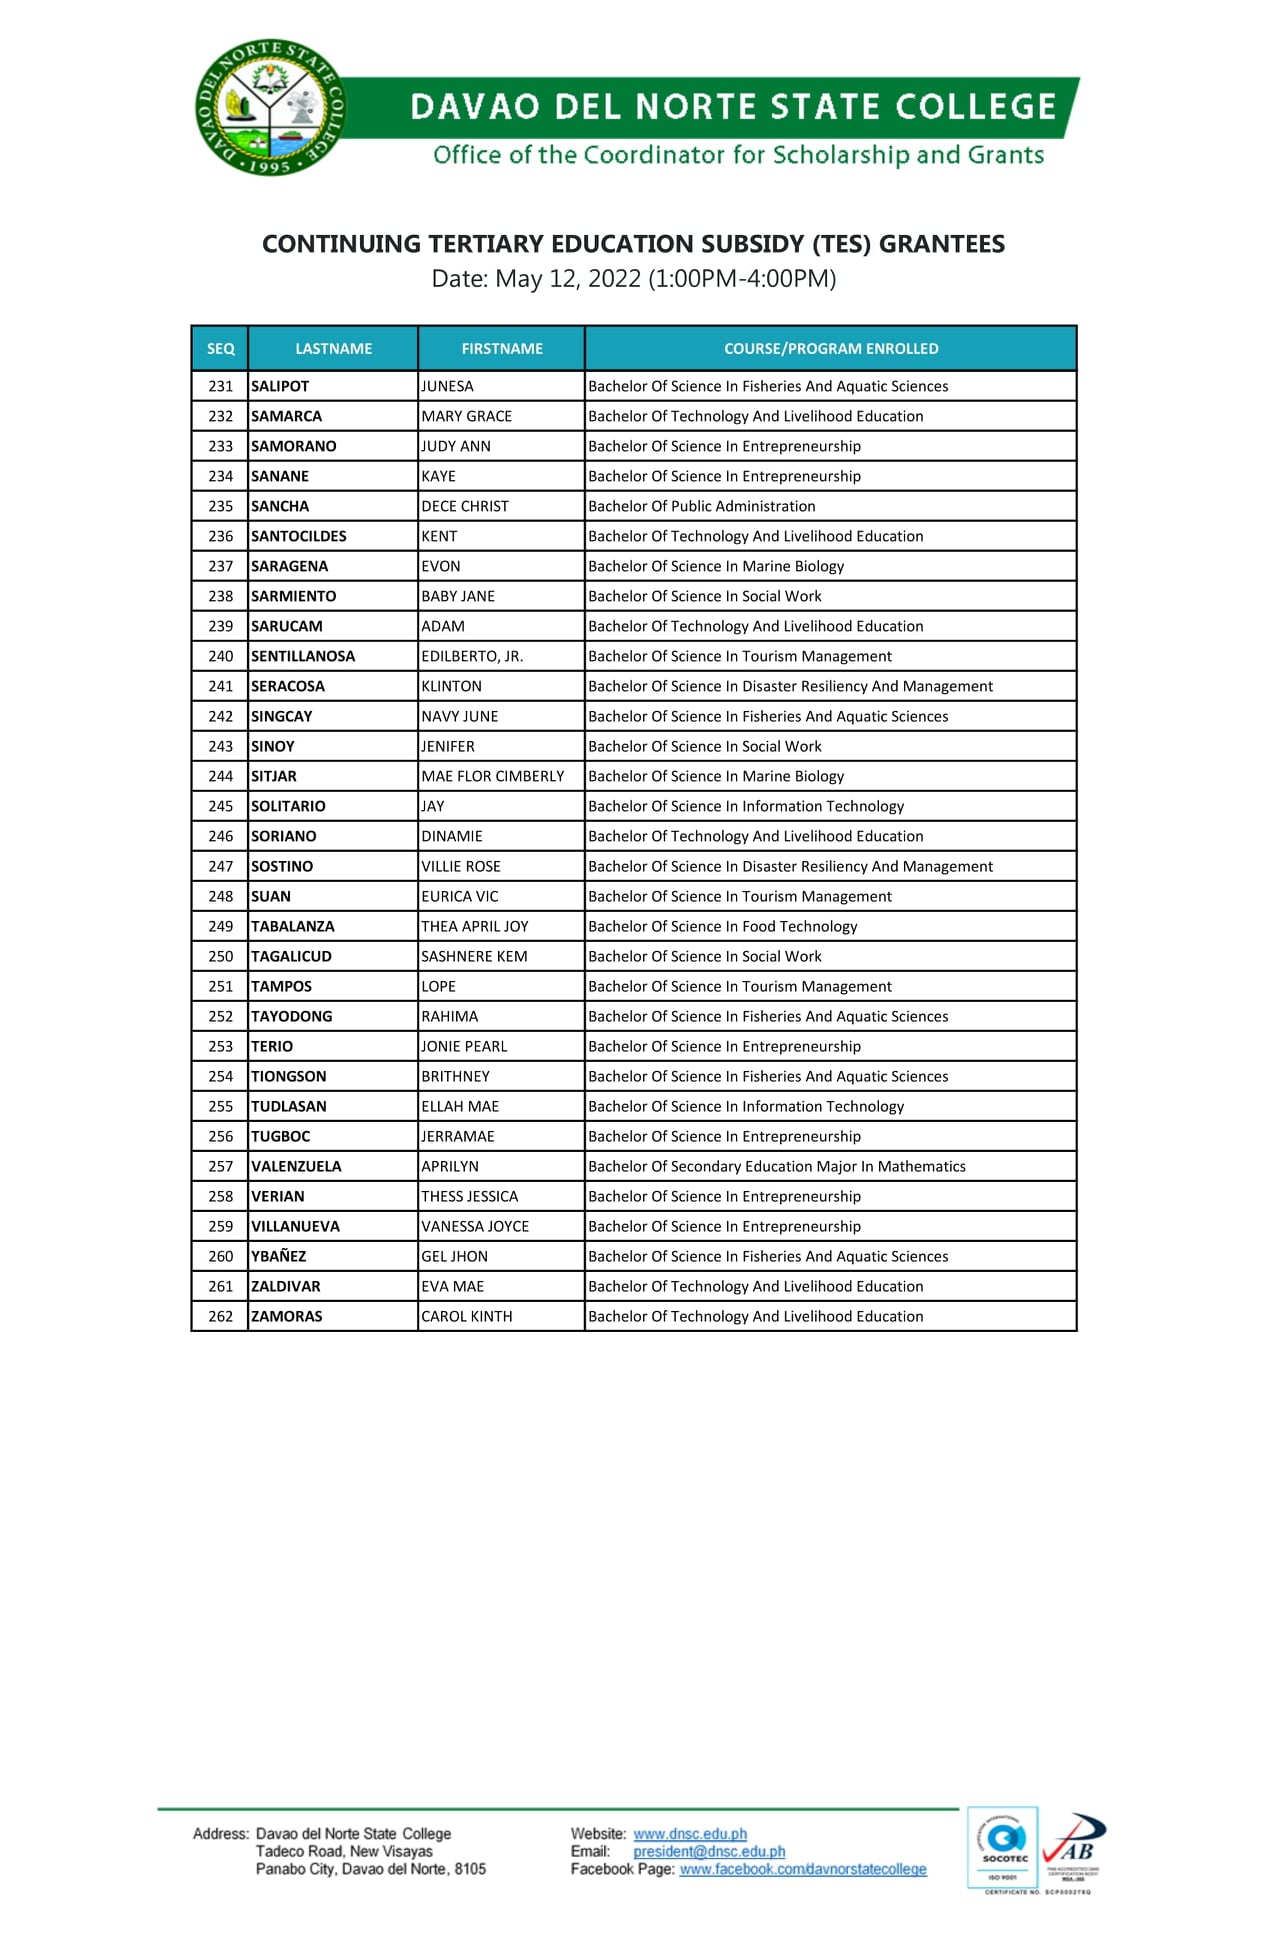 DAVAO DEL NORTE STATE COLLEGE
• 1995 •
DAVAO DEL NORTE STATE COLLEGE
Office of the Coordinator for Scholarship and Grants
CONTINUING TERTIARY EDUCATION SUBSIDY (TES) GRANTEES
Date: May 12, 2022 (1:00PM-4:00PM)
SEQ LASTNAME FIRSTNAME COURSE/PROGRAM ENROLLED
231 SALIPOT JUNESA Bachelor Of Science In Fisheries And Aquatic Sciences
232 SAMARCA MARY GRACE Bachelor Of Technology And Livelihood Education
233 SAMORANO JUDY ANN Bachelor Of Science In Entrepreneurship
234 SANANE KAYE Bachelor Of Science In Entrepreneurship
235 SANCHA DECE CHRIST Bachelor Of Public Administration
236 SANTOCILDES KENT Bachelor Of Technology And Livelihood Education
237 SARAGENA EVON Bachelor Of Science In Marine Biology
238 SARMIENTO BABY JANE Bachelor Of Science In Social Work
239 SARUCAM ADAM Bachelor Of Technology And Livelihood Education
240 SENTILLANOSA EDILBERTO, JR. Bachelor Of Science In Tourism Management
241 SERACOSA KLINTON Bachelor Of Science In Disaster Resiliency And Management
242 SINGCAY NAVY JUNE Bachelor Of Science In Fisheries And Aquatic Sciences
243 SINOY JENIFER Bachelor Of Science In Social Work
244 SITJAR MAE FLOR CIMBERLY Bachelor Of Science In Marine Biology
245 SOLITARIO JAY Bachelor Of Science In Information Technology
246 SORIANO DINAMIE Bachelor Of Technology And Livelihood Education
247 SOSTINO VILLIE ROSE Bachelor Of Science In Disaster Resiliency And Management
248 SUAN EURICA VIC Bachelor Of Science In Tourism Management
249 TABALANZA THEA APRIL JOY Bachelor Of Science In Food Technology
250 TAGALICUD SASHNERE KEM Bachelor Of Science In Social Work
251 TAMPOS LOPE Bachelor Of Science In Tourism Management
252 TAYODONG RAHIMA Bachelor Of Science In Fisheries And Aquatic Sciences
253 TERIO JONIE PEARL Bachelor Of Science In Entrepreneurship
254 TIONGSON BRITHNEY Bachelor Of Science In Fisheries And Aquatic Sciences
255 TUDLASAN ELLAH MAE Bachelor Of Science In Information Technology
256 TUGBOC JERRAMAE Bachelor Of Science In Entrepreneurship
257 VALENZUELA APRILYN Bachelor Of Secondary Education Major In Mathematics
258 VERIAN THESS JESSICA Bachelor Of Science In Entrepreneurship
259 VILLANUEVA VANESSA JOYCE Bachelor Of Science In Entrepreneurship
260 YBAÑEZ GEL JHON Bachelor Of Science In Fisheries And Aquatic Sciences
261 ZALDIVAR EVA MAE Bachelor Of Technology And Livelihood Education
262 ZAMORAS CAROL KINTH Bachelor Of Technology And Livelihood Education
Address: Davao del Norte State College
Tadeco Road, New Visayas
Panabo City, Davao del Norte, 8105
Website: www.dnsc.edu.ph
Email: president@dnsc.edu.ph
Facebook Page: www.facebook.com/davnorstatecollege
SOCOTEC
ISO 9001
AB
CERTIFICATE NO. SCP000278Q